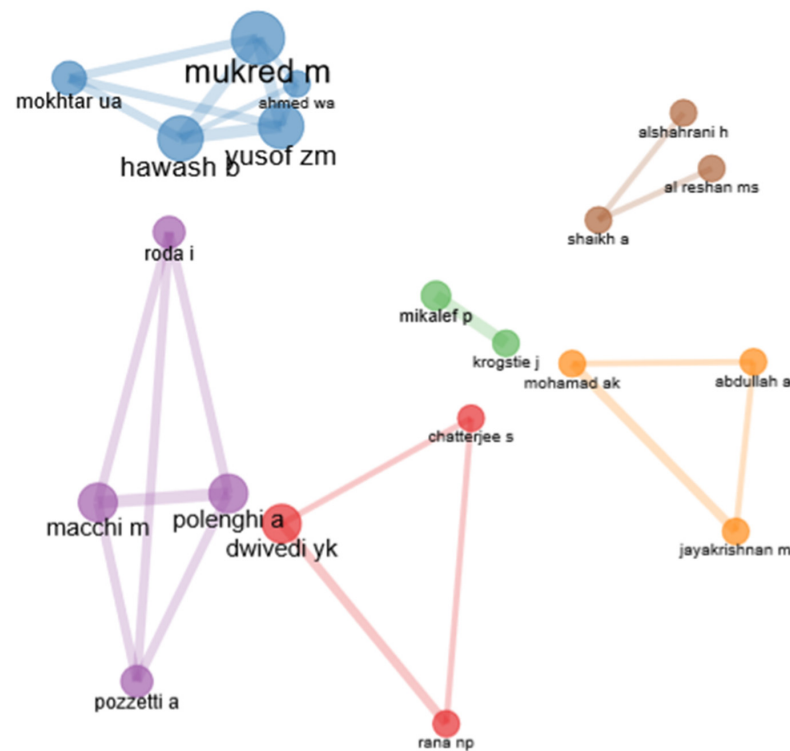 mukred m
mokhtar ua
ahmed wa
hawash b
yusof zm
alshahrani h
al reshan ms
shaikh a
roda i
mikalef p
krogstie j
mohamad ak
abdullah a
chatterjee s
macchi m
polenghi a
dwivedi yk
jayakrishnan m
pozzetti a
rana np